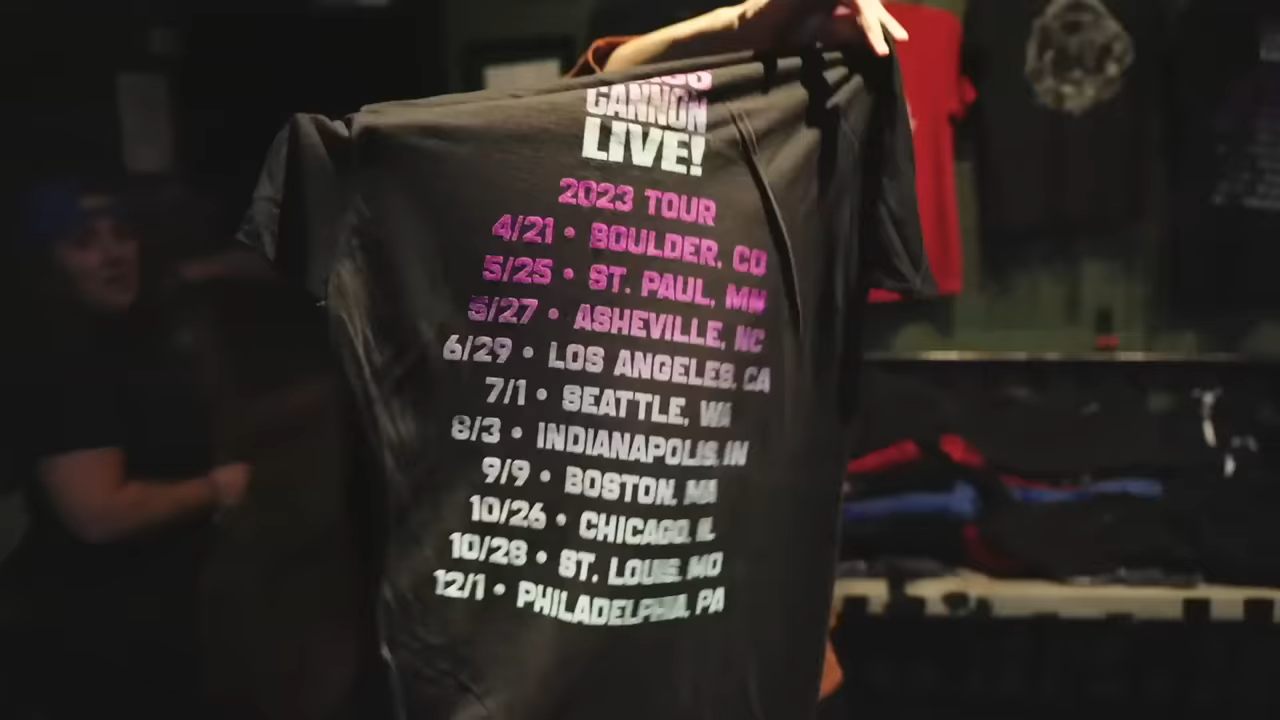 CANNON
LIVE!
2023 TOUR
4/21 • BOULDER, CO
5/25 • ST. PAUL, MN
5/27 • ASHEVILLE, NC
6/29 • LOS ANGELES, CA
7/1 • SEATTLE, WA
8/3 • INDIANAPOLIS, IN
9/9 • BOSTON, MA
10/26 • CHICAGO, IL
10/28 • ST. LOUIS, MO
12/1 • PHILADELPHIA, PA